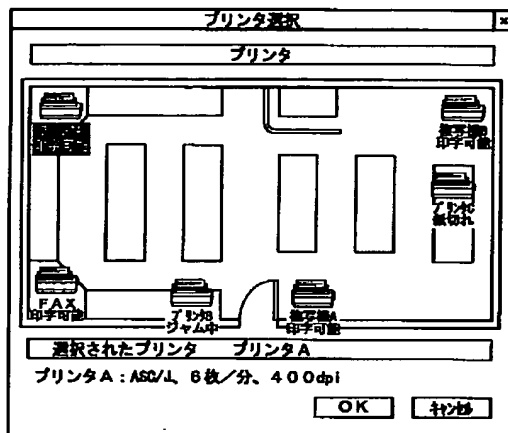 プリンタ選択
×
プリンタ
複写機B
印字可能
プリンタC
紙切れ
FAX
印字可能
プリンタB
ジャム中
複写機A
印字可能
選択されたプリンタ プリンタA
プリンタA：ASC/J、6枚/分、400dpi
OK
キャンセル